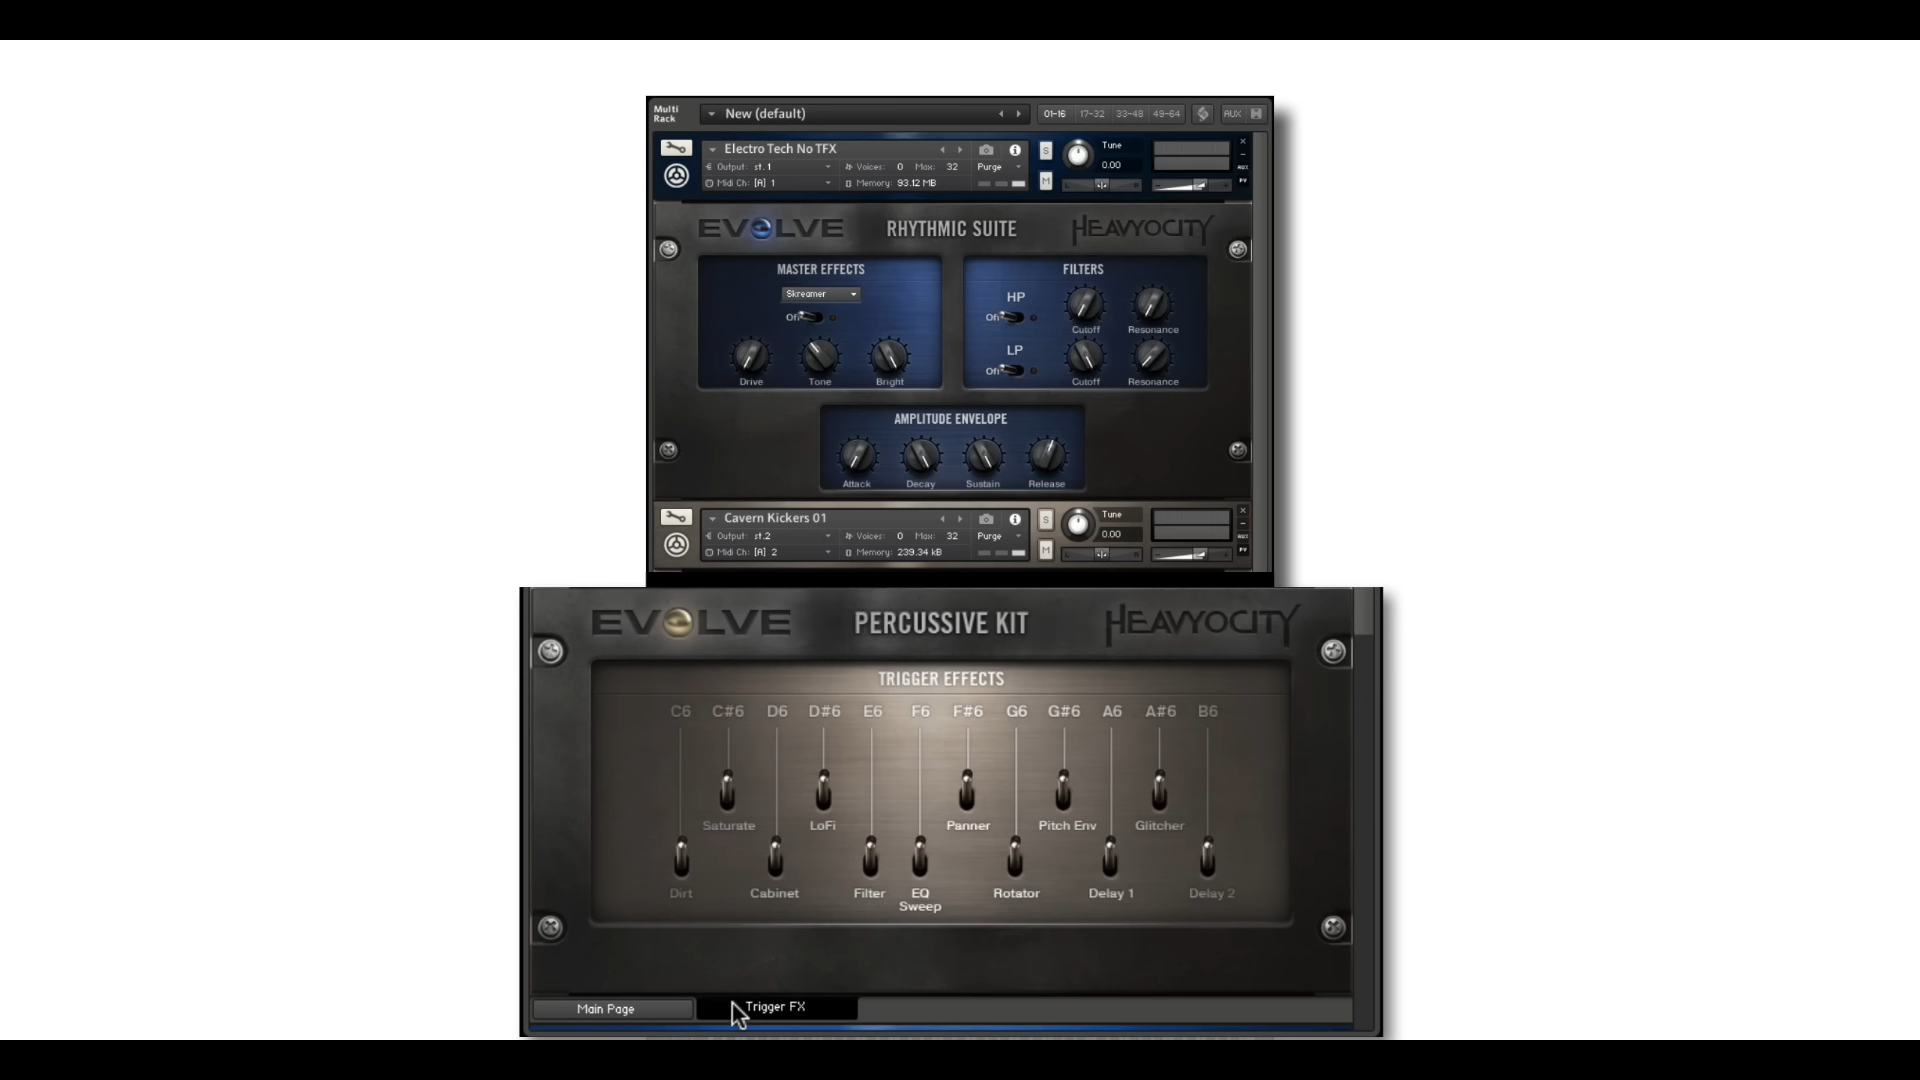 Multi Rack
New (default)
01-16 17-32 33-48 49-64 AUX
Electro Tech No TFX
Output: st.1 Voices: 0 Max: 32 Purge
Midi Ch: [A] 1 Memory: 93.12 MB
S
M
Tune
0.00
L R
AUX
PV
EVOLVE RHYTHMIC SUITE HEAVYOCITY
MASTER EFFECTS
Skreamer
Off
Drive Tone Bright
FILTERS
HP
Off
Cutoff Resonance
LP
Off
Cutoff Resonance
AMPLITUDE ENVELOPE
Attack Decay Sustain Release
Cavern Kickers 01
Output: st.2 Voices: 0 Max: 32 Purge
Midi Ch: [A] 2 Memory: 239.34 kB
S
M
Tune
0.00
L R
AUX
PV
EVOLVE PERCUSSIVE KIT HEAVYOCITY
TRIGGER EFFECTS
C6 C#6 D6 D#6 E6 F6 F#6 G6 G#6 A6 A#6 B6
Saturate LoFi Panner Pitch Env Glitcher
Dirt Cabinet Filter EQ Sweep Rotator Delay 1 Delay 2
Main Page Trigger FX